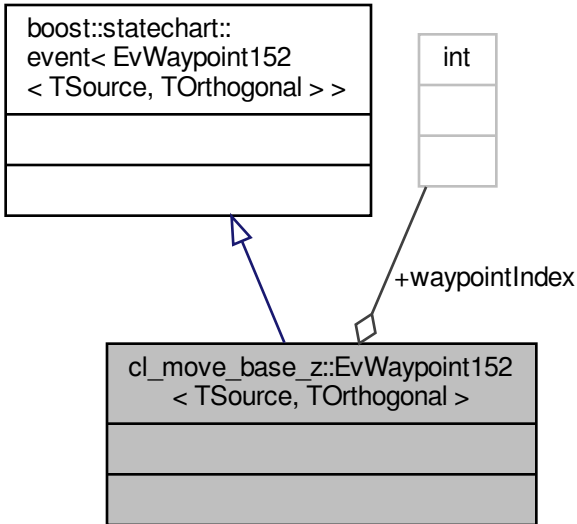 boost::statechart::
event< EvWaypoint152
< TSource, TOrthogonal > >
int
+waypointIndex
cl_move_base_z::EvWaypoint152
< TSource, TOrthogonal >